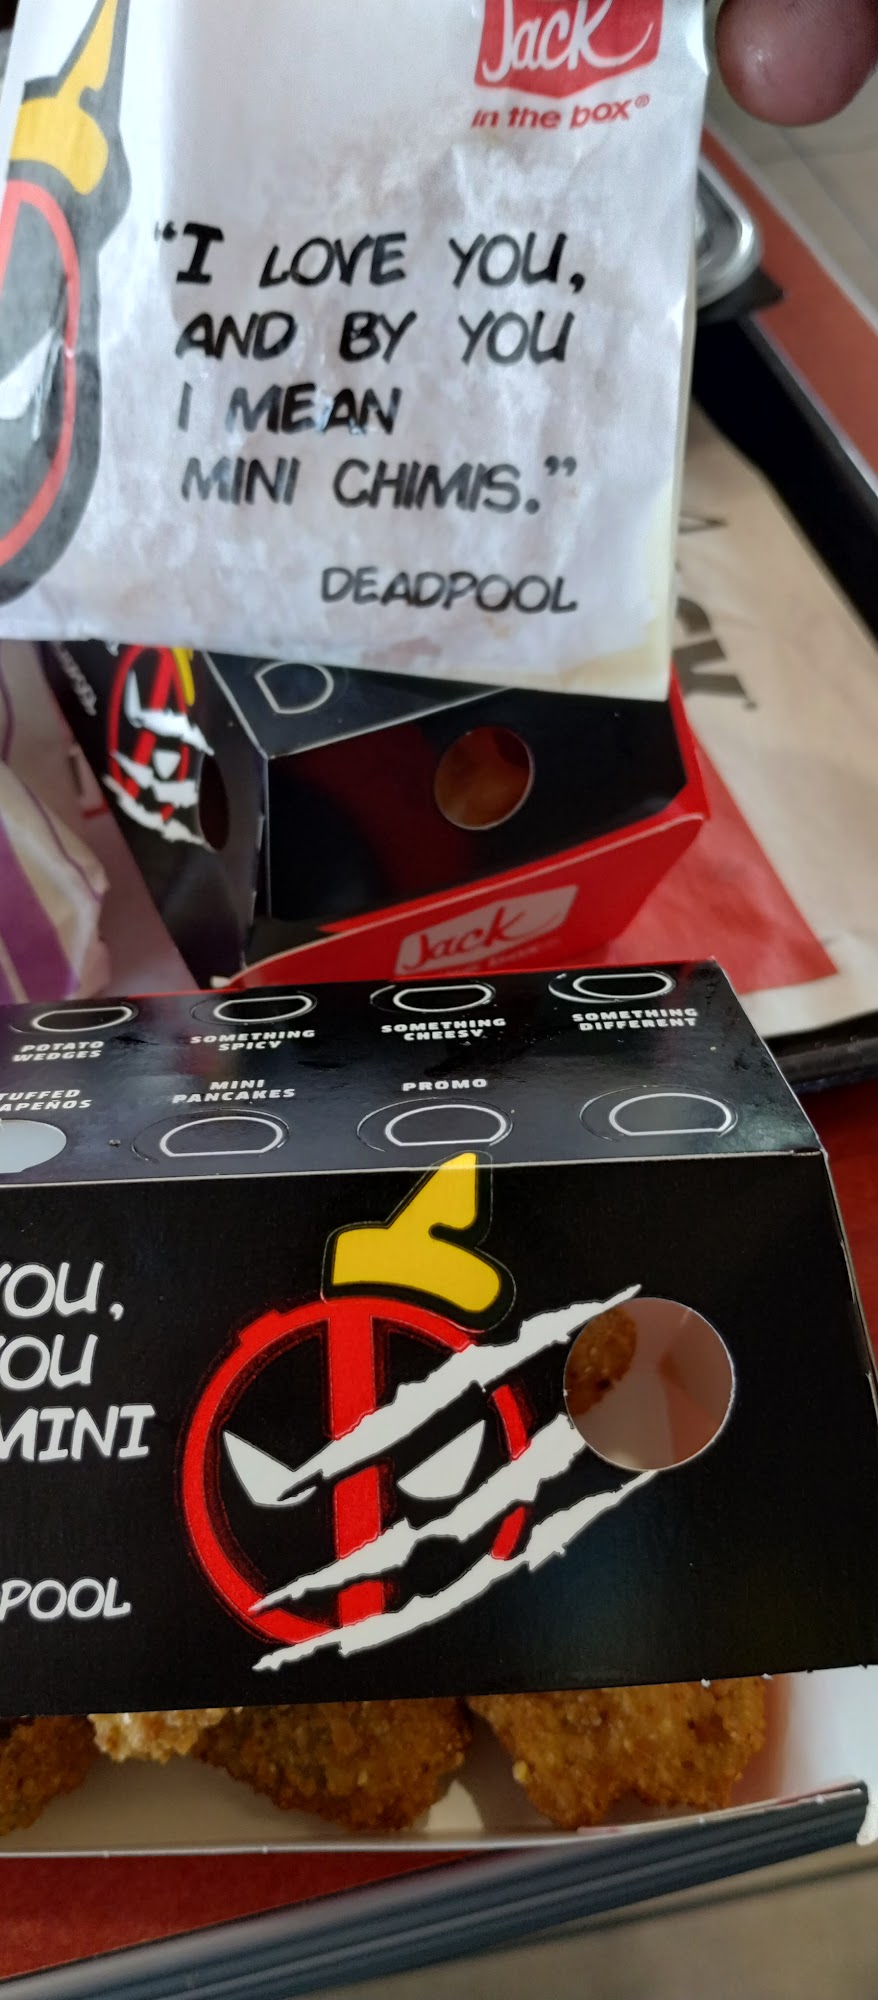 Jack
in the box®
"I LOVE YOU,
AND BY YOU
I MEAN
MINI CHIMIS."
DEADPOOL
Jack
POTATO
WEDGES
SOMETHING
SPICY
SOMETHING
CHEESY
SOMETHING
DIFFERENT
TUFFED
APEÑOS
MINI
PANCAKES
PROMO
YOU,
YOU
MINI
POOL